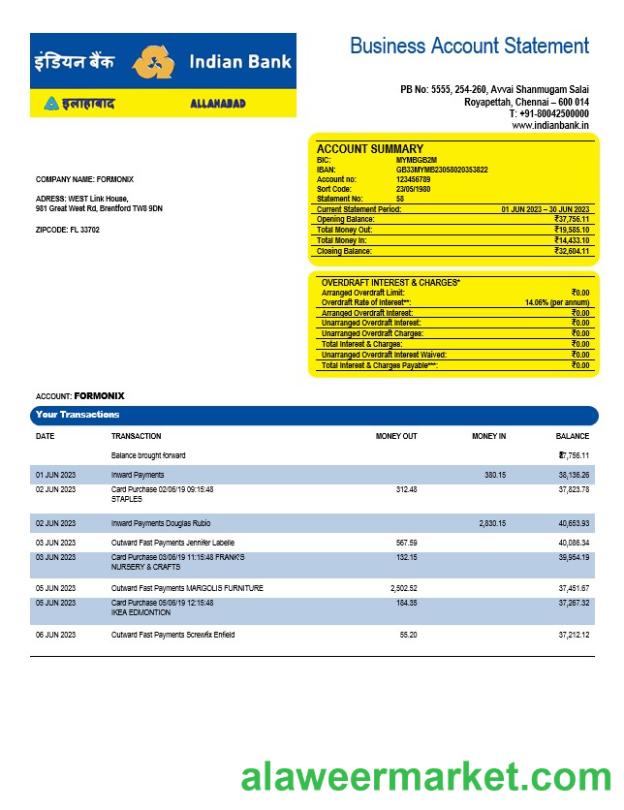 इंडियन बैंक Indian Bank
इलाहाबाद ALLAHABAD
Business Account Statement
PB No: 5555, 254-260, Avvai Shanmugam Salai
Royapettah, Chennai – 600 014
T: +91-80042500000
www.indianbank.in
COMPANY NAME: FORMONIX
ADRESS: WEST Link House,
981 Great West Rd, Brentford TW8 9DN
ZIPCODE: FL 33702
ACCOUNT SUMMARY
BIC: MYMBGB2M
IBAN: GB33MYMB23058020353822
Account no: 123456789
Sort Code: 23/05/1980
Statement No: 58
Current Statement Period: 01 JUN 2023 – 30 JUN 2023
Opening Balance: ₹37,756.11
Total Money Out: ₹19,585.10
Total Money In: ₹14,433.10
Closing Balance: ₹32,604.11
OVERDRAFT INTEREST & CHARGES*
Arranged Overdraft Limit: ₹0.00
Overdraft Rate of Interest**: 14.06% (per annum)
Arranged Overdraft Interest: ₹0.00
Unarranged Overdraft Interest: ₹0.00
Unarranged Overdraft Charges: ₹0.00
Total Interest & Charges: ₹0.00
Unarranged Overdraft Interest Waived: ₹0.00
Total Interest & Charges Payable***: ₹0.00
ACCOUNT: FORMONIX
Your Transactions
DATE TRANSACTION MONEY OUT MONEY IN BALANCE
Balance brought forward
01 JUN 2023 Inward Payments 380.15 38,136.26
02 JUN 2023 Card Purchase 02/06/19 09:15:48 312.48 37,823.78
STAPLES
02 JUN 2023 Inward Payments Douglas Rubio 2,830.15 40,653.93
03 JUN 2023 Outward Fast Payments Jennifer Labelle 567.59 40,086.34
03 JUN 2023 Card Purchase 03/06/19 11:15:48 FRANK'S 132.15 39,954.19
NURSERY & CRAFTS
05 JUN 2023 Outward Fast Payments MARGOLIS FURNITURE 2,502.52 37,451.67
05 JUN 2023 Card Purchase 05/06/19 12:15:48 184.35 37,267.32
IKEA EDMONTION
06 JUN 2023 Outward Fast Payments Screwfix Enfield 55.20 37,212.12
alaweermarket.com